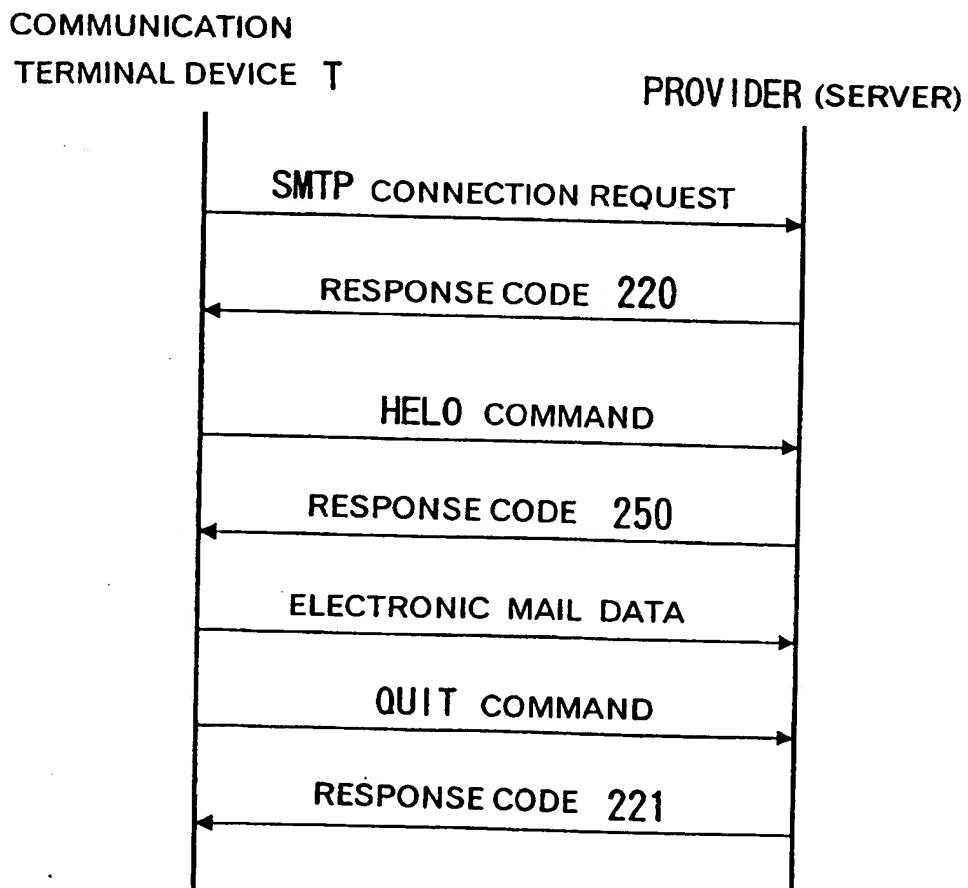 COMMUNICATION
TERMINAL DEVICE T
PROVIDER (SERVER)
SMTP CONNECTION REQUEST
RESPONSE CODE 220
HELO COMMAND
RESPONSE CODE 250
ELECTRONIC MAIL DATA
QUIT COMMAND
RESPONSE CODE 221